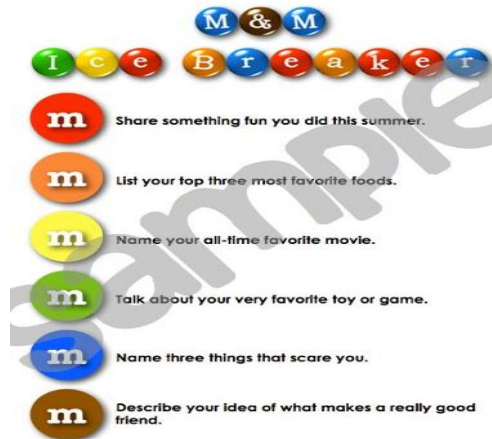 M & M
Ice Breaker
m Share something fun you did this summer.
m List your top three most favorite foods.
m Name your all-time favorite movie.
m Talk about your very favorite toy or game.
m Name three things that scare you.
m Describe your idea of what makes a really good
friend.
sample